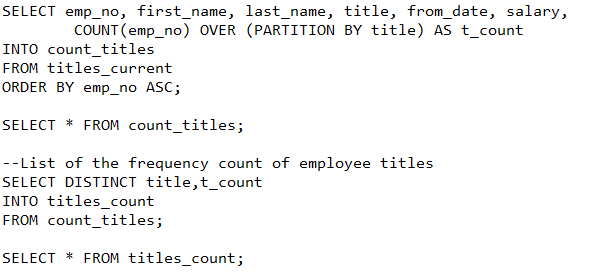 SELECT emp_no, first_name, last_name, title, from_date, salary,
        COUNT(emp_no) OVER (PARTITION BY title) AS t_count
INTO count_titles
FROM titles_current
ORDER BY emp_no ASC;

SELECT * FROM count_titles;

--List of the frequency count of employee titles
SELECT DISTINCT title,t_count
INTO titles_count
FROM count_titles;

SELECT * FROM titles_count;